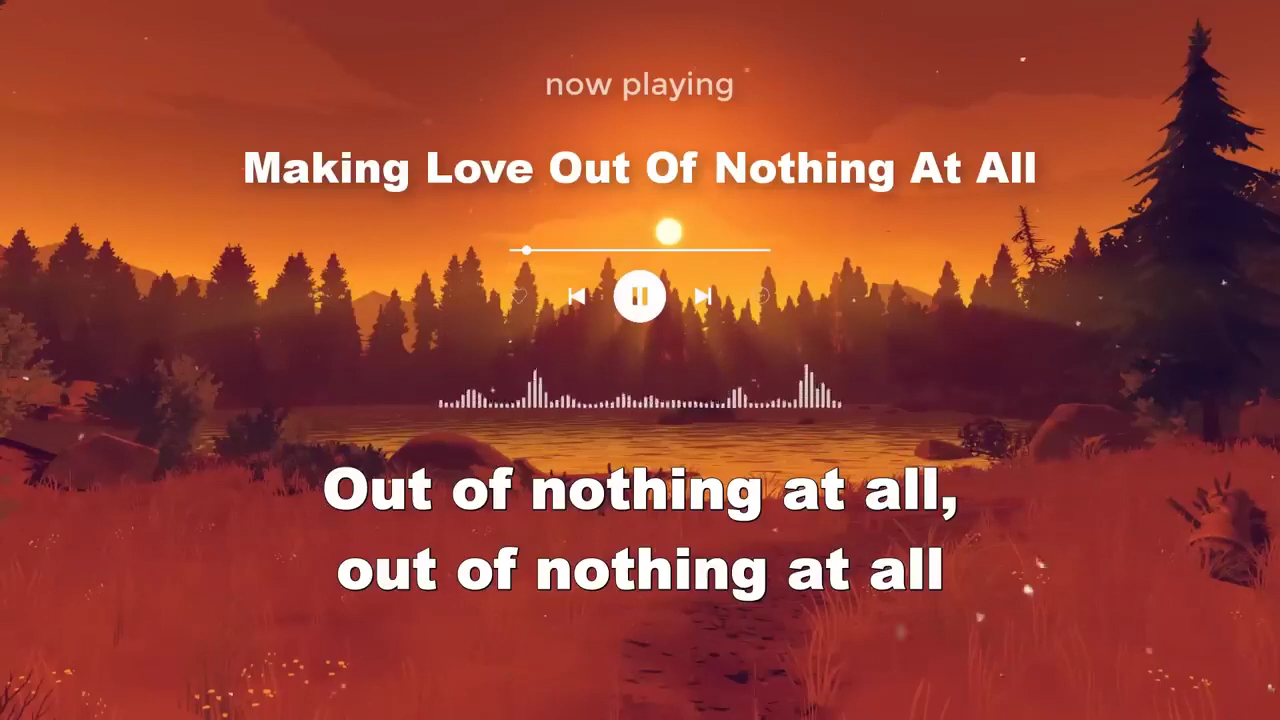 now playing
Making Love Out Of Nothing At All
Out of nothing at all,
out of nothing at all